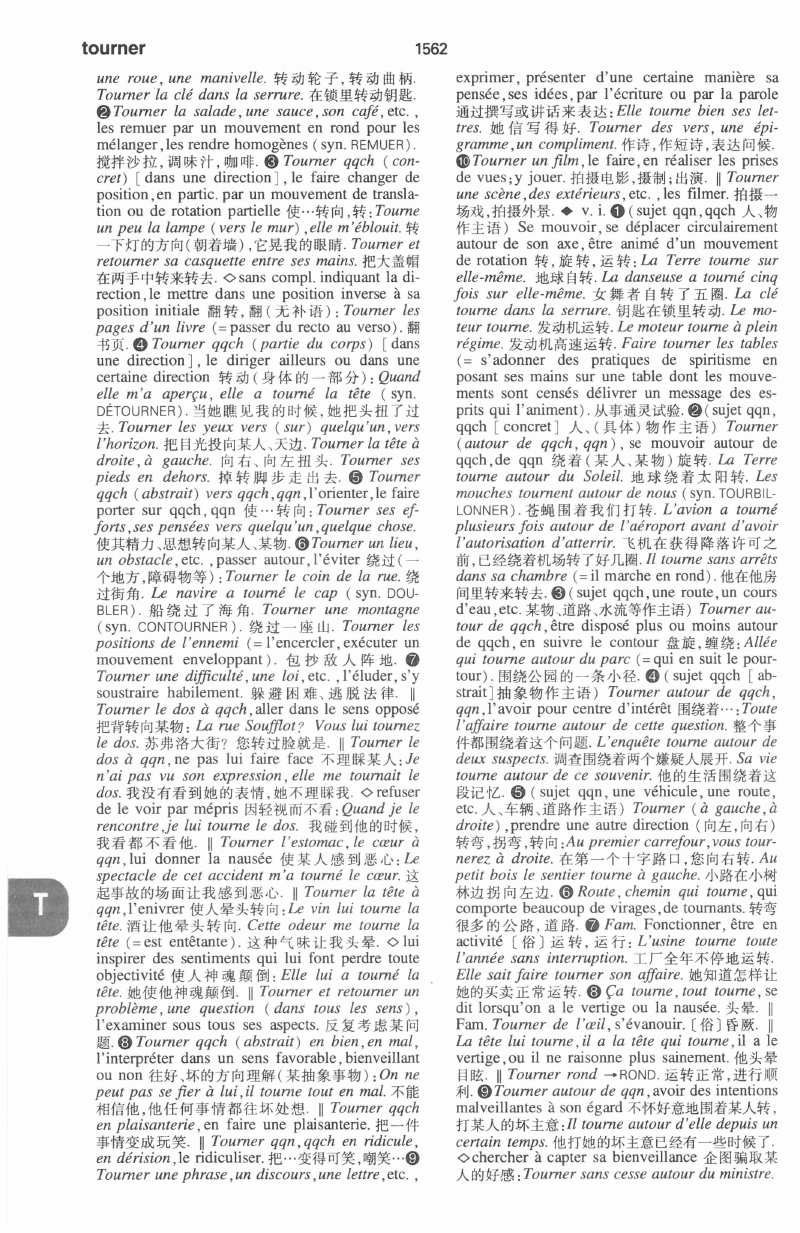 tourner
1562
une roue, une manivelle. 转动轮子,转动曲柄.
Tourner la clé dans la serrure. 在锁里转动钥匙.
❷ Tourner la salade, une sauce, son café, etc. ,
les remuer par un mouvement en rond pour les
mélanger, les rendre homogènes (syn. REMUER).
搅拌沙拉,调味汁,咖啡. ❸ Tourner qqch (con-
cret) [dans une direction], le faire changer de
position, en partic. par un mouvement de transla-
tion ou de rotation partielle 使…转向,转: Tourne
un peu la lampe (vers le mur), elle m'éblouit. 转
一下灯的方向(朝着墙),它晃我的眼睛. Tourner et
retourner sa casquette entre ses mains. 把大盖帽
在两手中转来转去. ◇ sans compl. indiquant la di-
rection, le mettre dans une position inverse à sa
position initiale 翻转,翻(无补语): Tourner les
pages d'un livre (= passer du recto au verso). 翻
书页. ❹ Tourner qqch (partie du corps) [dans
une direction], le diriger ailleurs ou dans une
certaine direction 转动(身体的一部分): Quand
elle m'a aperçu, elle a tourné la tête (syn.
DÉTOURNER). 当她瞧见我的时候,她把头扭了过
去. Tourner les yeux vers (sur) quelqu'un, vers
l'horizon. 把目光投向某人、天边. Tourner la tête à
droite, à gauche. 向右、向左扭头. Tourner ses
pieds en dehors. 掉转脚步走出去. ❺ Tourner
qqch (abstrait) vers qqch, qqn, l'orienter, le faire
porter sur qqch, qqn 使…转向: Tourner ses ef-
forts, ses pensées vers quelqu'un, quelque chose.
使其精力、思想转向某人、某物. ❻ Tourner un lieu,
un obstacle, etc. , passer autour, l'éviter 绕过(一
个地方,障碍物等): Tourner le coin de la rue. 绕
过街角. Le navire a tourné le cap (syn. DOU-
BLER). 船绕过了海角. Tourner une montagne
(syn. CONTOURNER). 绕过一座山. Tourner les
positions de l'ennemi (= l'encercler, exécuter un
mouvement enveloppant). 包抄敌人阵地. ❼
Tourner une difficulté, une loi, etc. , l'éluder, s'y
soustraire habilement. 躲避困难、逃脱法律. ‖
Tourner le dos à qqch, aller dans le sens opposé
把背转向某物: La rue Soufflot? Vous lui tournez
le dos. 苏弗洛大街? 您转过脸就是. ‖ Tourner le
dos à qqn, ne pas lui faire face 不理睬某人: Je
n'ai pas vu son expression, elle me tournait le
dos. 我没有看到她的表情,她不理睬我. ◇ refuser
de le voir par mépris 因轻视而不看: Quand je le
rencontre, je lui tourne le dos. 我碰到他的时候,
我看都不看他. ‖ Tourner l'estomac, le cœur à
qqn, lui donner la nausée 使某人感到恶心: Le
spectacle de cet accident m'a tourné le cœur. 这
起事故的场面让我感到恶心. ‖ Tourner la tête à
qqn, l'enivrer 使人晕头转向: Le vin lui tourne la
tête. 酒让他晕头转向. Cette odeur me tourne la
tête (= est entêtante). 这种气味让我头晕. ◇ lui
inspirer des sentiments qui lui font perdre toute
objectivité 使人神魂颠倒: Elle lui a tourné la
tête. 她使他神魂颠倒. ‖ Tourner et retourner un
problème, une question (dans tous les sens),
l'examiner sous tous ses aspects. 反复考虑某问
题. ❽ Tourner qqch (abstrait) en bien, en mal,
l'interpréter dans un sens favorable, bienveillant
ou non 往好、坏的方向理解(某抽象事物): On ne
peut pas se fier à lui, il tourne tout en mal. 不能
相信他,他任何事情都往坏处想. ‖ Tourner qqch
en plaisanterie, en faire une plaisanterie. 把一件
事情变成玩笑. ‖ Tourner qqn, qqch en ridicule,
en dérision, le ridiculiser. 把…变得可笑,嘲笑… ❾
Tourner une phrase, un discours, une lettre, etc. ,
T
exprimer, présenter d'une certaine manière sa
pensée, ses idées, par l'écriture ou par la parole
通过撰写或讲话来表达: Elle tourne bien ses let-
tres. 她信写得好. Tourner des vers, une épi-
gramme, un compliment. 作诗,作短诗,表达问候.
❿ Tourner un film, le faire, en réaliser les prises
de vues; y jouer. 拍摄电影,摄制;出演. ‖ Tourner
une scène, des extérieurs, etc. , les filmer. 拍摄一
场戏,拍摄外景. ◆ v. i. ❶ (sujet qqn, qqch 人、物
作主语) Se mouvoir, se déplacer circulairement
autour de son axe, être animé d'un mouvement
de rotation 转,旋转,运转: La Terre tourne sur
elle-même. 地球自转. La danseuse a tourné cinq
fois sur elle-même. 女舞者自转了五圈. La clé
tourne dans la serrure. 钥匙在锁里转动. Le mo-
teur tourne. 发动机运转. Le moteur tourne à plein
régime. 发动机高速运转. Faire tourner les tables
(= s'adonner des pratiques de spiritisme en
posant ses mains sur une table dont les mouve-
ments sont censés délivrer un message des es-
prits qui l'animent). 从事通灵试验. ❷ (sujet qqn,
qqch [concret] 人、(具体)物作主语) Tourner
(autour de qqch, qqn), se mouvoir autour de
qqch, de qqn 绕着(某人、某物)旋转. La Terre
tourne autour du Soleil. 地球绕着太阳转. Les
mouches tournent autour de nous (syn. TOURBIL-
LONNER). 苍蝇围着我们打转. L'avion a tourné
plusieurs fois autour de l'aéroport avant d'avoir
l'autorisation d'atterrir. 飞机在获得降落许可之
前,已经绕着机场转了好几圈. Il tourne sans arrêts
dans sa chambre (= il marche en rond). 他在他房
间里转来转去. ❸ (sujet qqch, une route, un cours
d'eau, etc. 某物、道路、水流等作主语) Tourner au-
tour de qqch, être disposé plus ou moins autour
de qqch, en suivre le contour 盘旋,缠绕: Allée
qui tourne autour du parc (= qui en suit le pour-
tour). 围绕公园的一条小径. ❹ (sujet qqch [ab-
strait] 抽象物作主语) Tourner autour de qqch,
qqn, l'avoir pour centre d'intérêt 围绕着…: Toute
l'affaire tourne autour de cette question. 整个事
件都围绕着这个问题. L'enquête tourne autour de
deux suspects. 调查围绕着两个嫌疑人展开. Sa vie
tourne autour de ce souvenir. 他的生活围绕着这
段记忆. ❺ (sujet qqn, une véhicule, une route,
etc. 人、车辆、道路作主语) Tourner (à gauche, à
droite), prendre une autre direction (向左,向右)
转弯,拐弯,转向: Au premier carrefour, vous tour-
nerez à droite. 在第一个十字路口,您向右转. Au
petit bois le sentier tourne à gauche. 小路在小树
林边拐向左边. ❻ Route, chemin qui tourne, qui
comporte beaucoup de virages, de tournants. 转弯
很多的公路,道路. ❼ Fam. Fonctionner, être en
activité 〔俗〕运转,运行: L'usine tourne toute
l'année sans interruption. 工厂全年不停地运转.
Elle sait faire tourner son affaire. 她知道怎样让
她的买卖正常运转. ❽ Ça tourne, tout tourne, se
dit lorsqu'on a le vertige ou la nausée. 头晕. ‖
Fam. Tourner de l'œil, s'évanouir. 〔俗〕昏厥. ‖
La tête lui tourne, il a la tête qui tourne, il a le
vertige, ou il ne raisonne plus sainement. 他头晕
目眩. ‖ Tourner rond →ROND. 运转正常,进行顺
利. ❾ Tourner autour de qqn, avoir des intentions
malveillantes à son égard 不怀好意地围着某人转,
打某人的坏主意: Il tourne autour d'elle depuis un
certain temps. 他打她的坏主意已经有一些时候了.
◇ chercher à capter sa bienveillance 企图骗取某
人的好感: Tourner sans cesse autour du ministre.